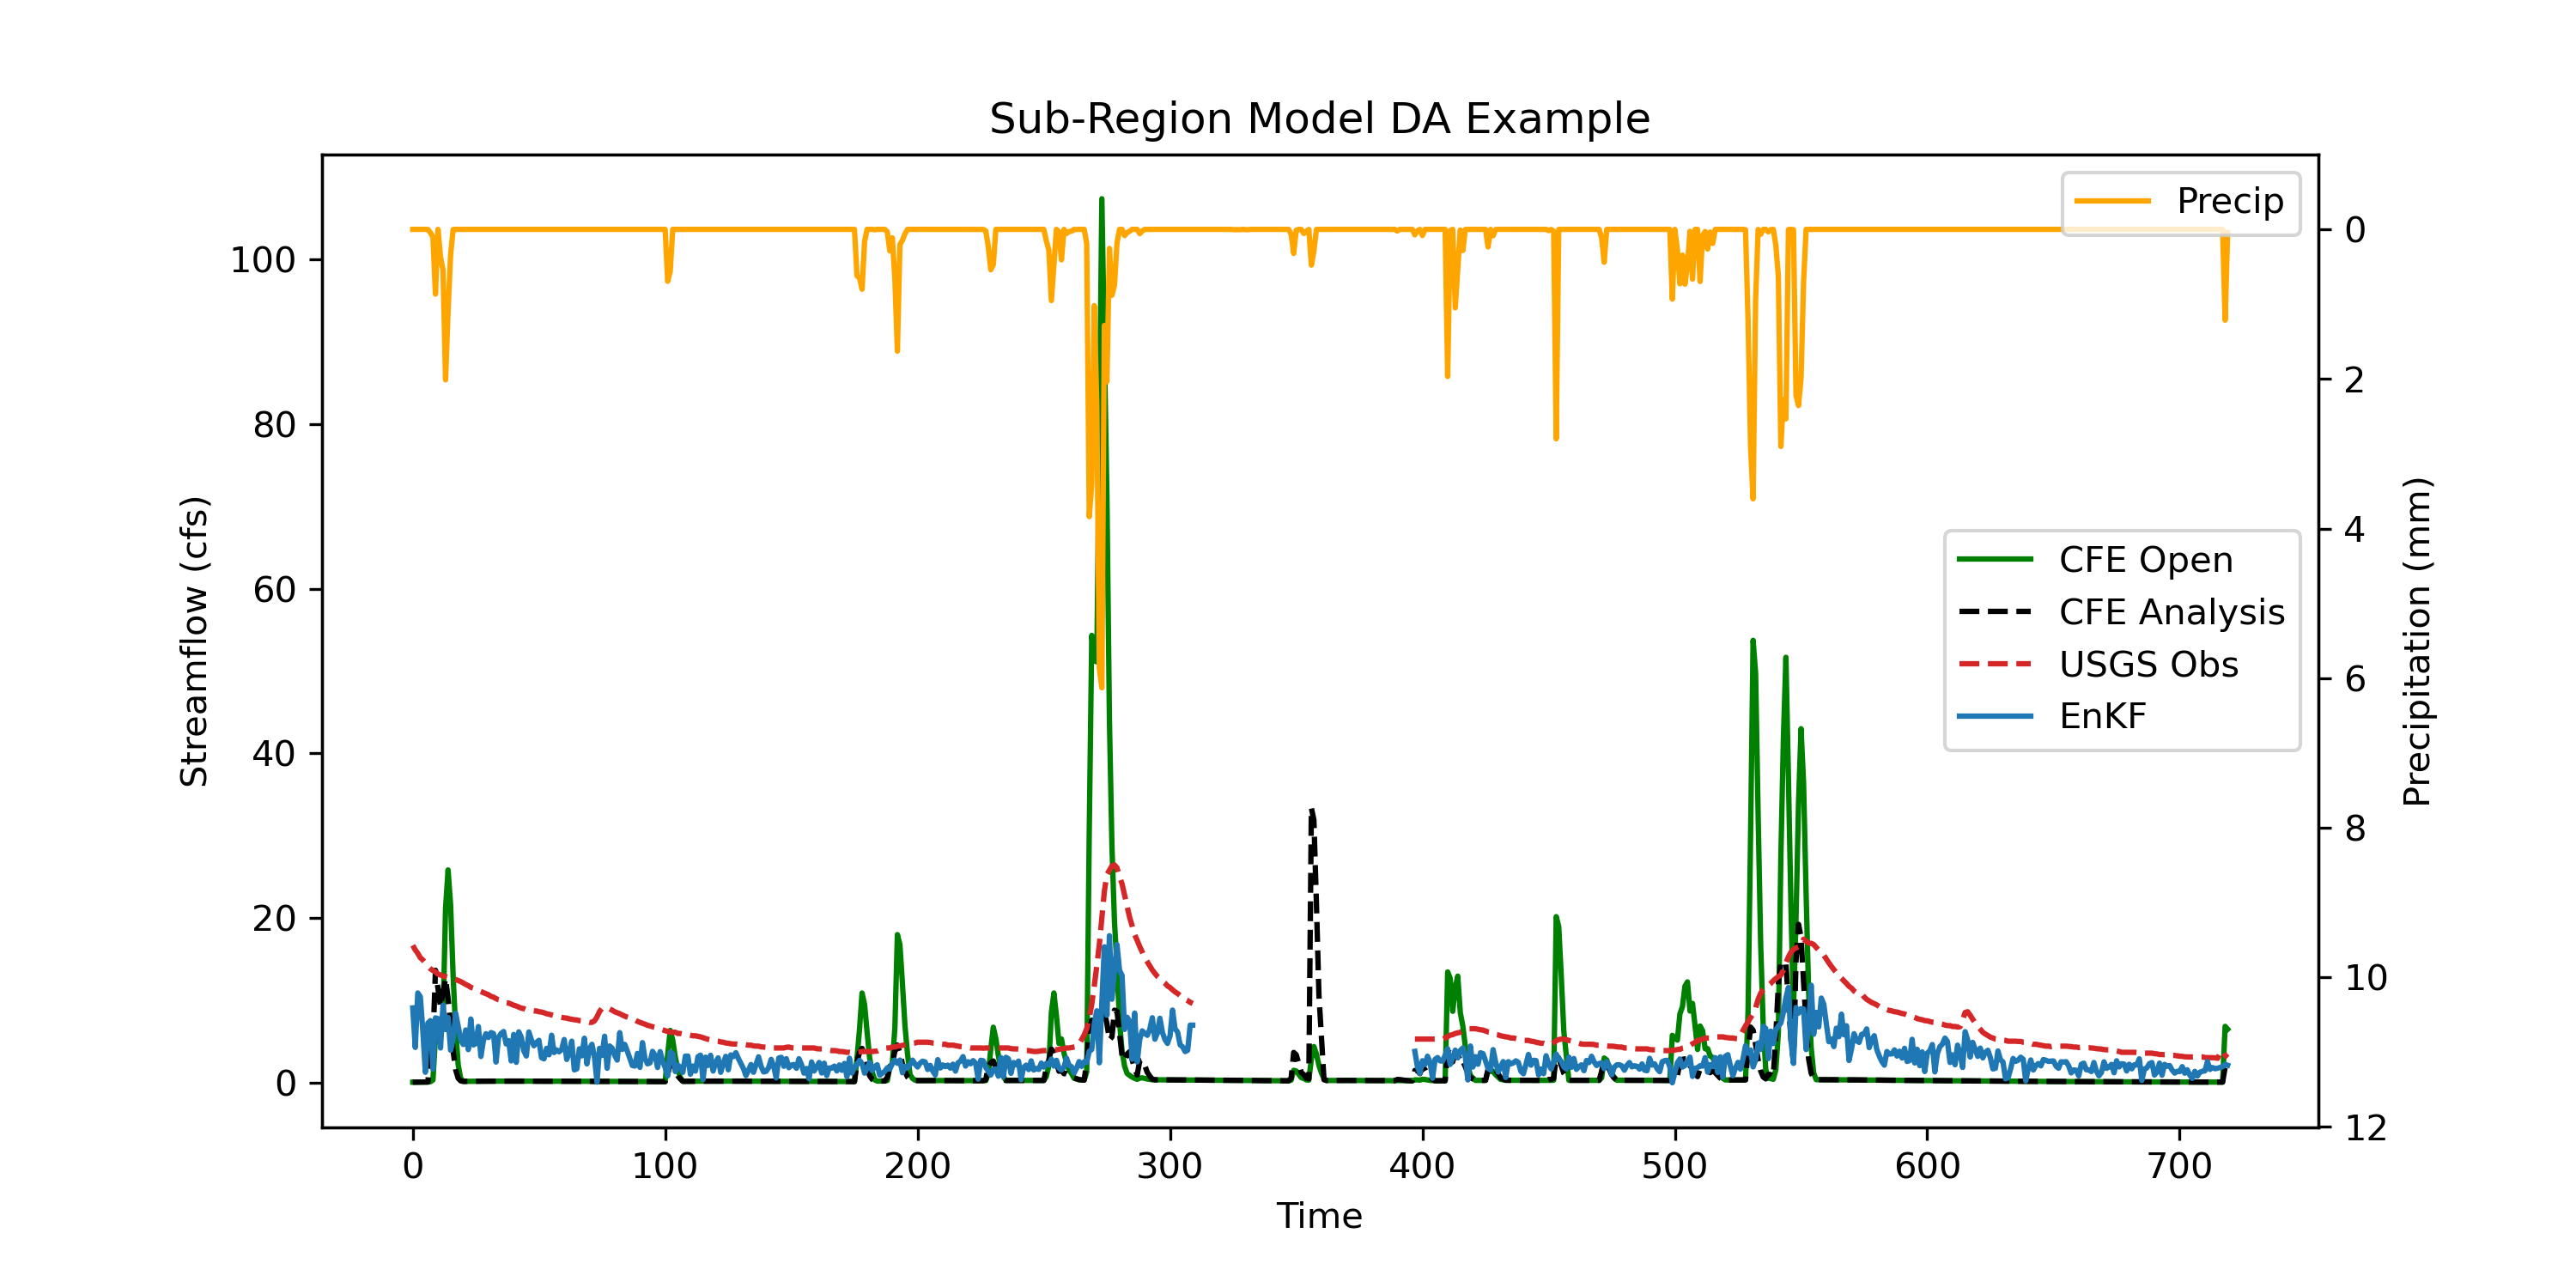 Sub-Region Model DA Example
Precip
CFE Open
CFE Analysis
USGS Obs
EnKF
Streamflow (cfs)
100
80
60
40
20
0
Precipitation (mm)
0
2
4
6
8
10
12
0 100 200 300 400 500 600 700
Time